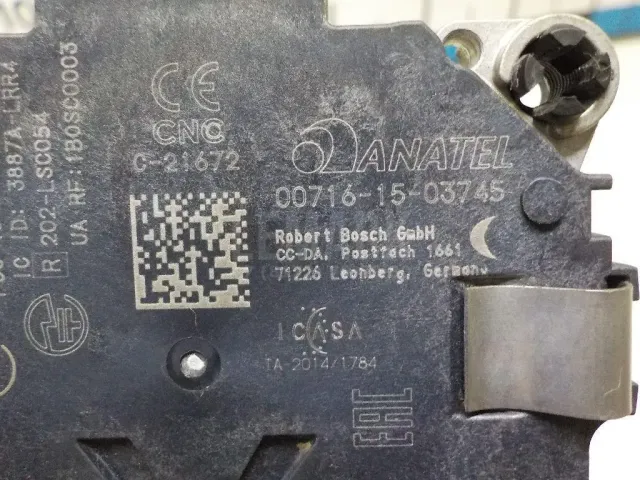 CE
CNC
C-21672
ANATEL
00716-15-03745
Robert Bosch GmbH
CC-DA, Postfach 1661
71226 Leonberg, Germany
ICASA
TA-2014/1784
EAC
IC ID: 3887A-LRR4
R 202-LSC054
UA RF: 1B0SC0003